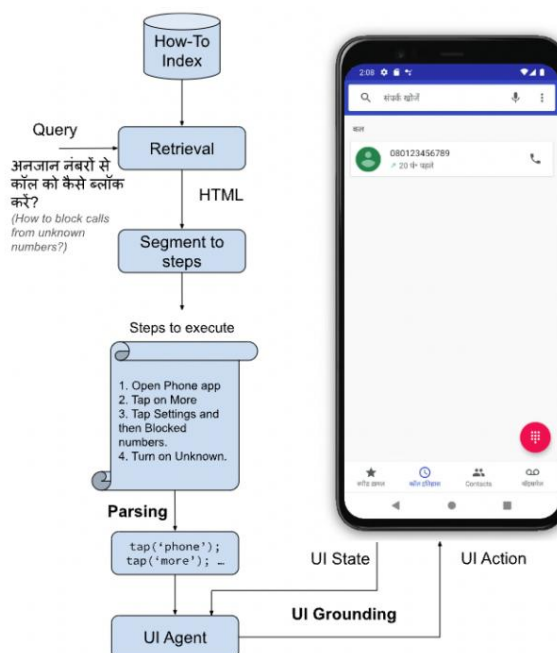 How-To
Index
Query
Retrieval
अनजान नंबरों से
कॉल को कैसे ब्लॉक
करें?
(How to block calls
from unknown
numbers?)
HTML
Segment to
steps
Steps to execute
1. Open Phone app
2. Tap on More
3. Tap Settings and
then Blocked
numbers.
4. Turn on Unknown.
Parsing
tap('phone');
tap('more'); …
UI Agent
2:08
संपर्क खोजें
कल
080123456789
20 घं॰ पहले
कॉल इतिहास
Contacts
UI State
UI Action
UI Grounding